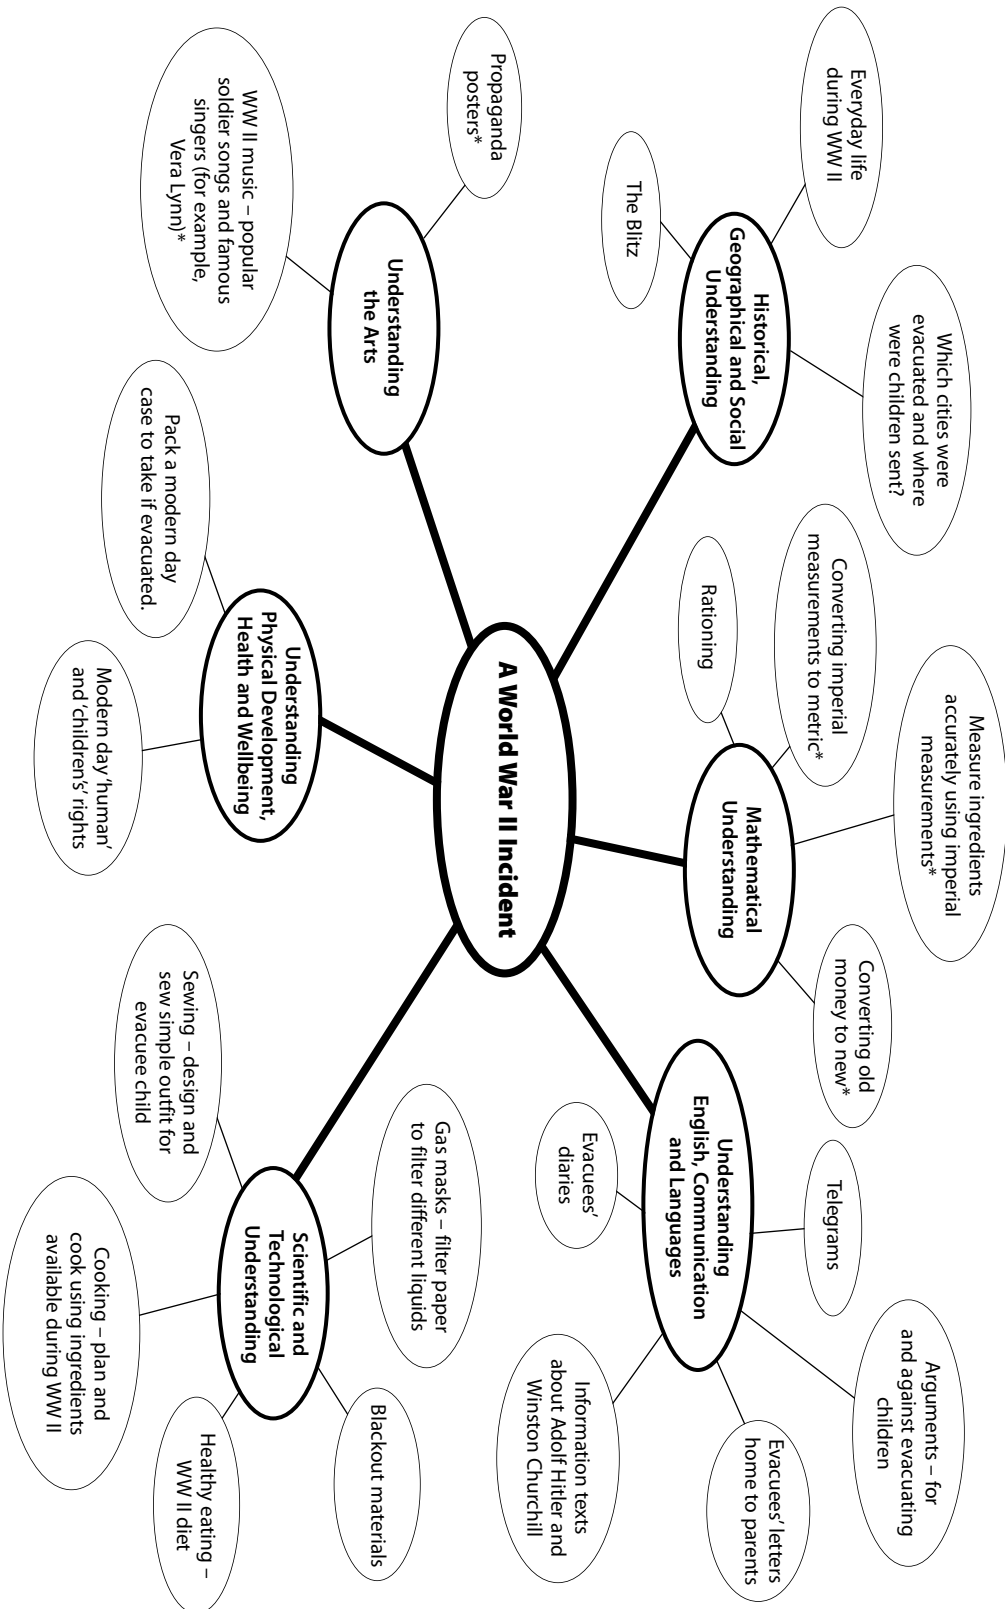 Everyday life
during WW II
Which cities were
evacuated and where
were children sent?
The Blitz
Historical,
Geographical and Social
Understanding
Measure ingredients
accurately using imperial
measurements*
Converting imperial
measurements to metric*
Rationing
Converting old
money to new*
Mathematical
Understanding
Telegrams
Arguments – for
and against evacuating
children
Evacuees’ letters
home to parents
Understanding
English, Communication
and Languages
Evacuees’
diaries
Information texts
about Adolf Hitler and
Winston Churchill
A World War II Incident
Propaganda
posters*
Understanding
the Arts
WW II music – popular
soldier songs and famous
singers (for example,
Vera Lynn)*
Understanding
Physical Development,
Health and Wellbeing
Pack a modern day
case to take if evacuated.
Modern day ‘human’
and ‘children’s’ rights
Gas masks – filter paper
to filter different liquids
Blackout materials
Scientific and
Technological
Understanding
Sewing – design and
sew simple outfit for
evacuee child
Cooking – plan and
cook using ingredients
available during WW II
Healthy eating –
WW II diet